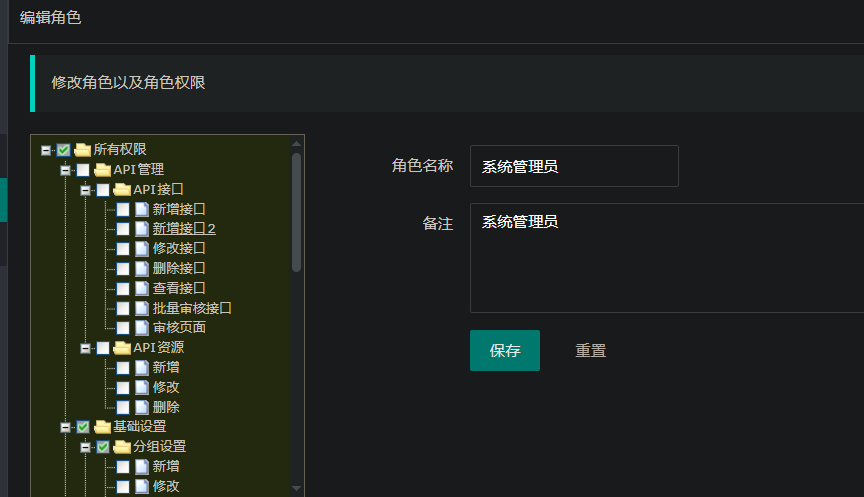 编辑角色
修改角色以及角色权限
所有权限
API管理
API接口
新增接口
新增接口2
修改接口
删除接口
查看接口
批量审核接口
审核页面
API资源
新增
修改
删除
基础设置
分组设置
新增
修改
角色名称
系统管理员
备注
系统管理员
保存
重置